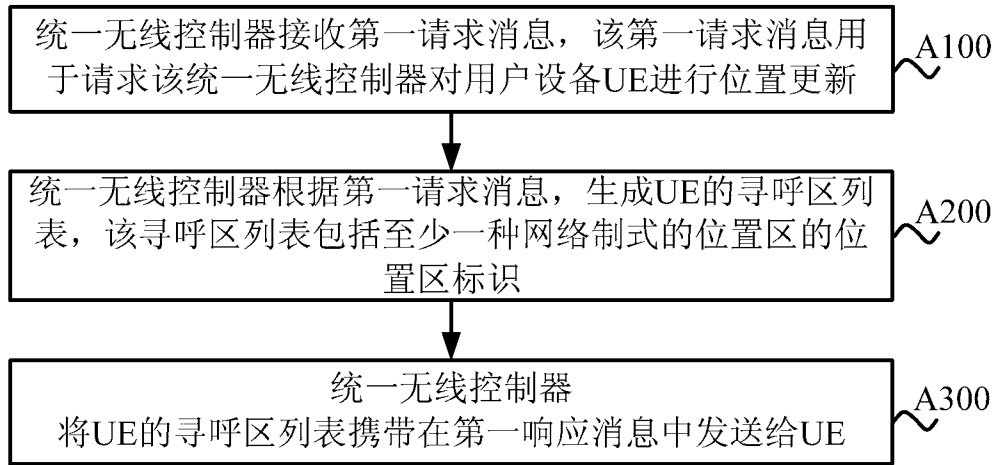 统一无线控制器接收第一请求消息，该第一请求消息用
于请求该统一无线控制器对用户设备UE进行位置更新
A100
统一无线控制器根据第一请求消息，生成UE的寻呼区列
表，该寻呼区列表包括至少一种网络制式的位置区的位
置区标识
A200
统一无线控制器
将UE的寻呼区列表携带在第一响应消息中发送给UE
A300